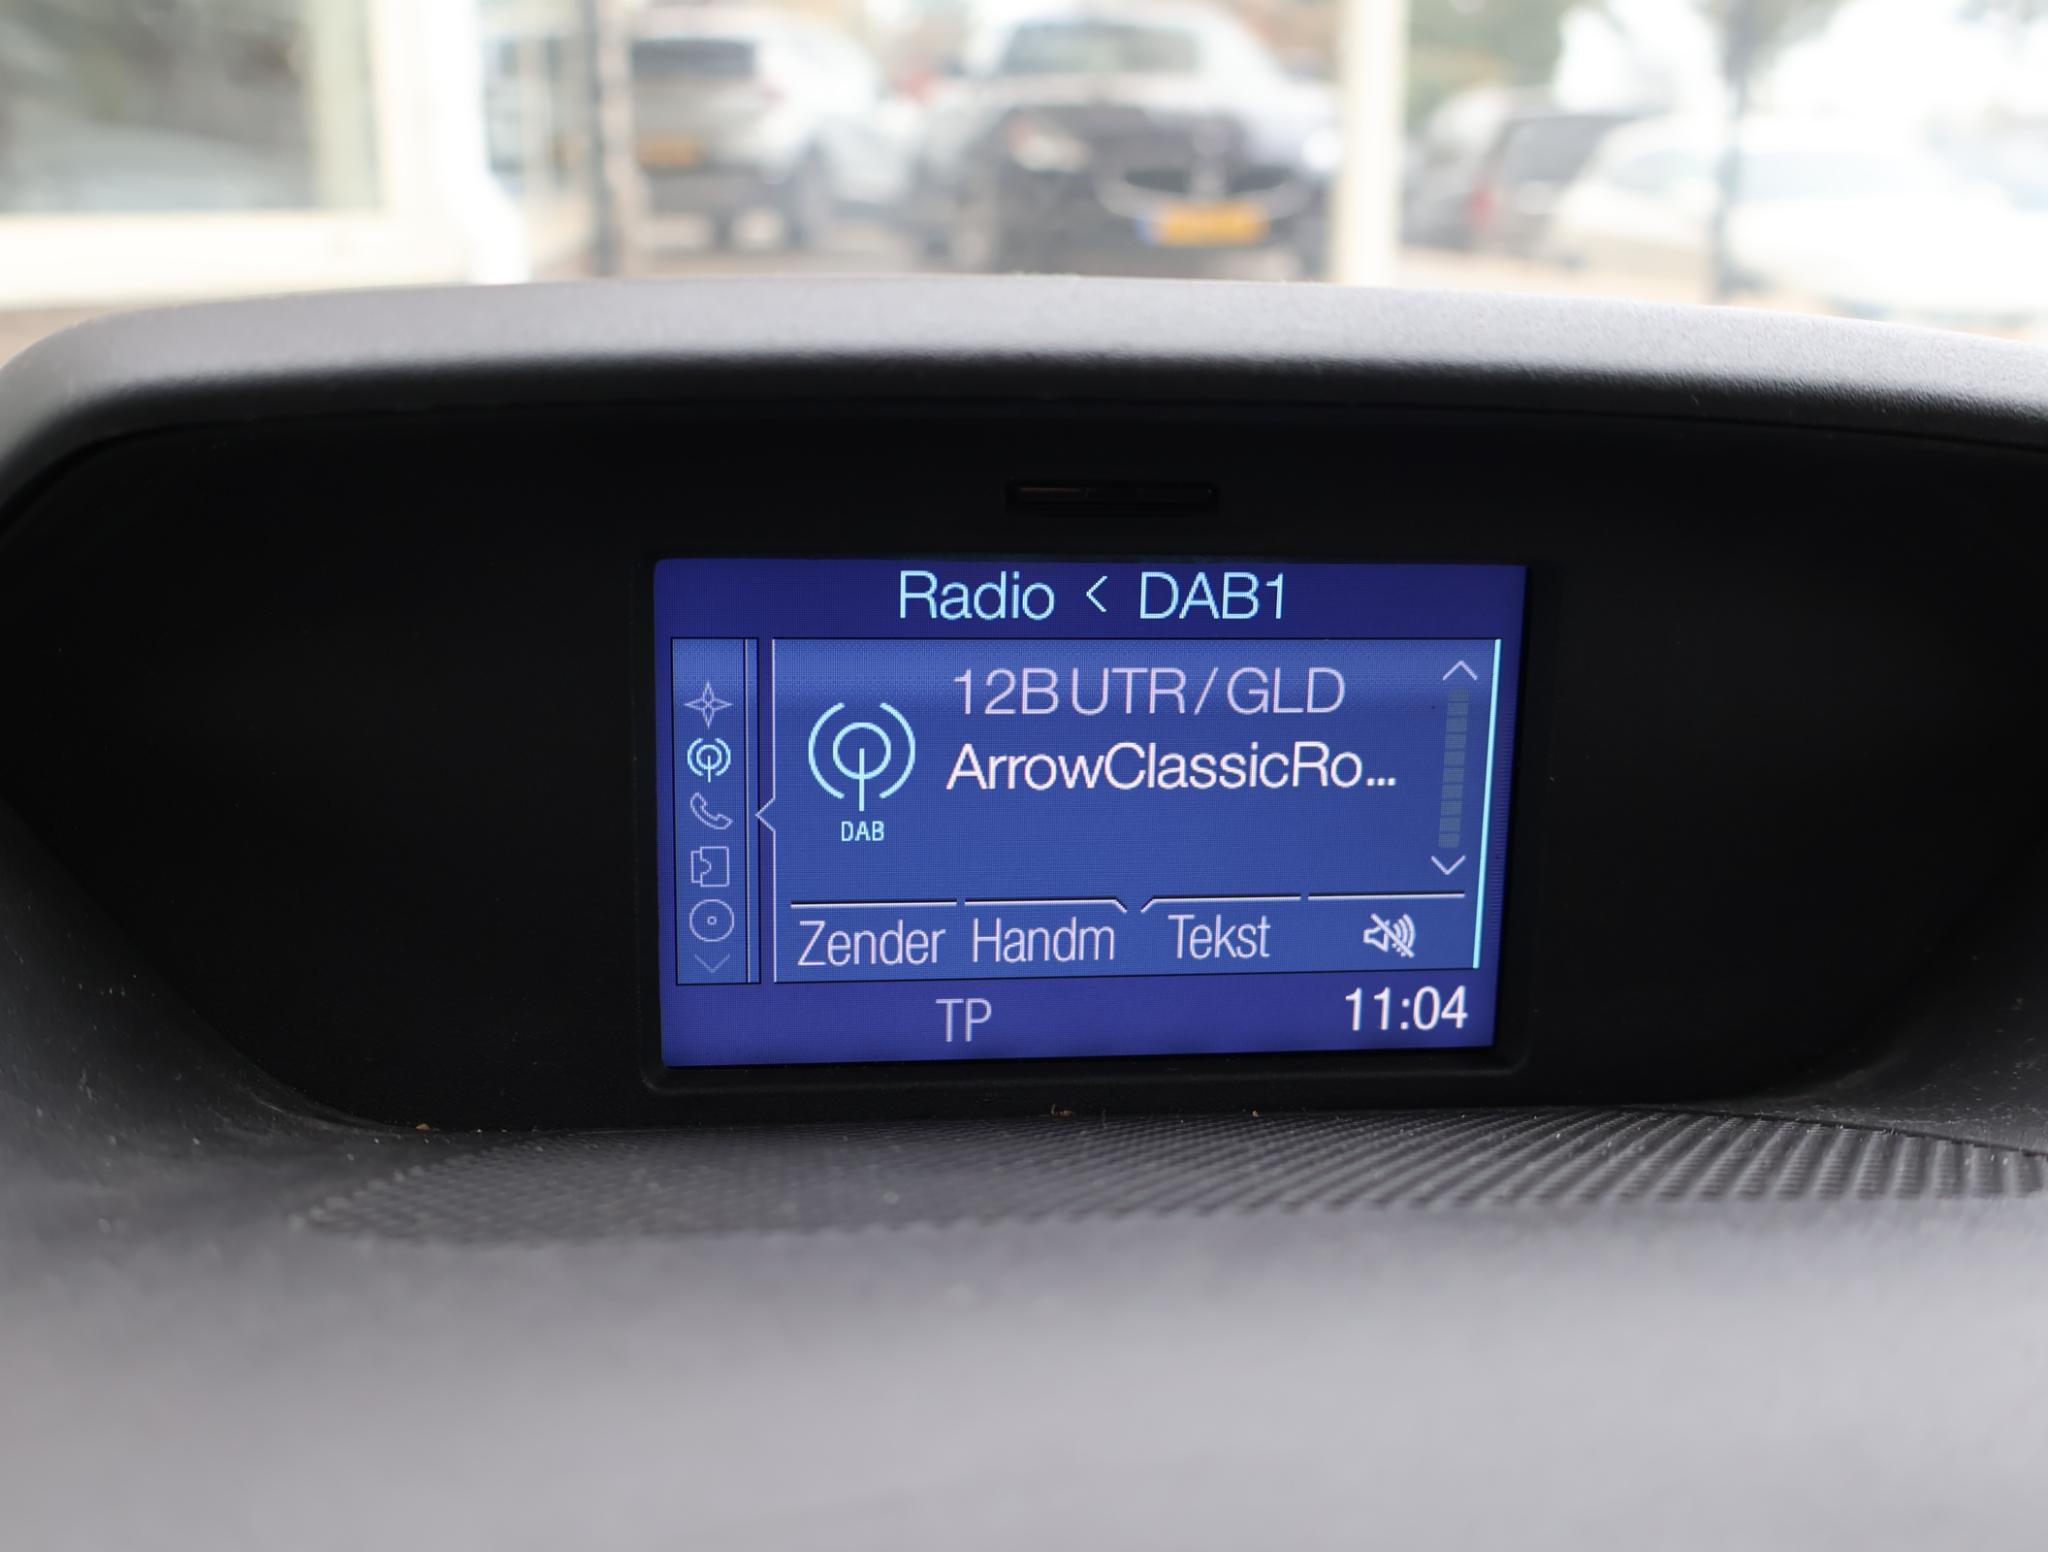 Radio < DAB1
12B UTR / GLD
ArrowClassicRo...
DAB
Zender Handm Tekst
TP 11:04